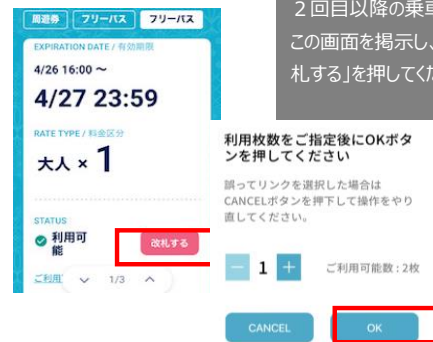 周遊券 フリーパス フリーパス
EXPIRATION DATE / 有効期限
4/26 16:00 ～
4/27 23:59
RATE TYPE / 料金区分
大人 × 1
STATUS
利用可
能
改札する
ご利用
1/3
２回目以降の乗車
この画面を掲示し、
札する」を押してくだ
利用枚数をご指定後にOKボタ
ンを押してください
誤ってリンクを選択した場合は
CANCELボタンを押下して操作をやり
直してください。
－ 1 ＋ ご利用可能数 : 2枚
CANCEL OK